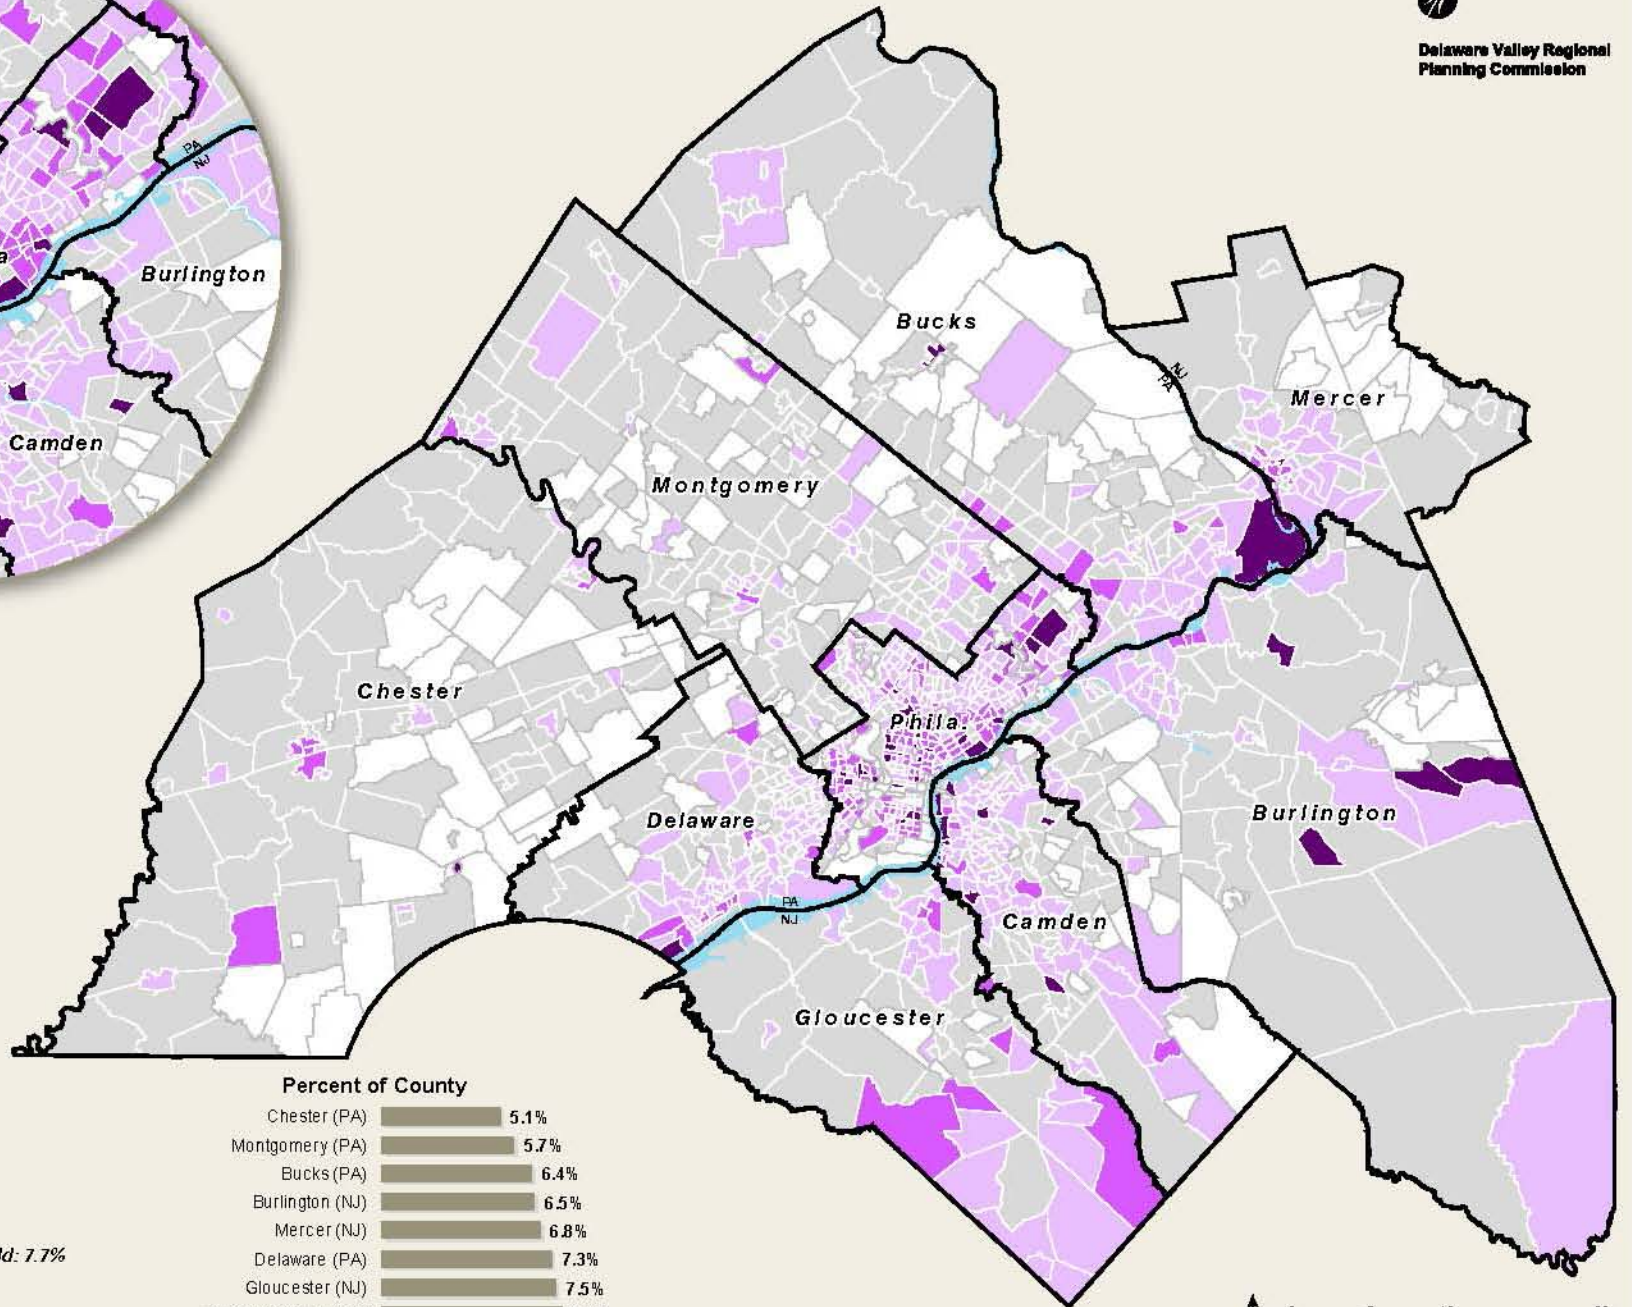 Delaware Valley Regional
Planning Commission
PA
NJ
Burlington
Camden
Bucks
NJ
PA
Mercer
Montgomery
Chester
Phila.
Delaware
Burlington
PA
NJ
Camden
Gloucester
Percent of County
Chester (PA) 5.1%
Montgomery (PA) 5.7%
Bucks (PA) 6.4%
Burlington (NJ) 6.5%
Mercer (NJ) 6.8%
Delaware (PA) 7.3%
Gloucester (NJ) 7.5%
7.7%